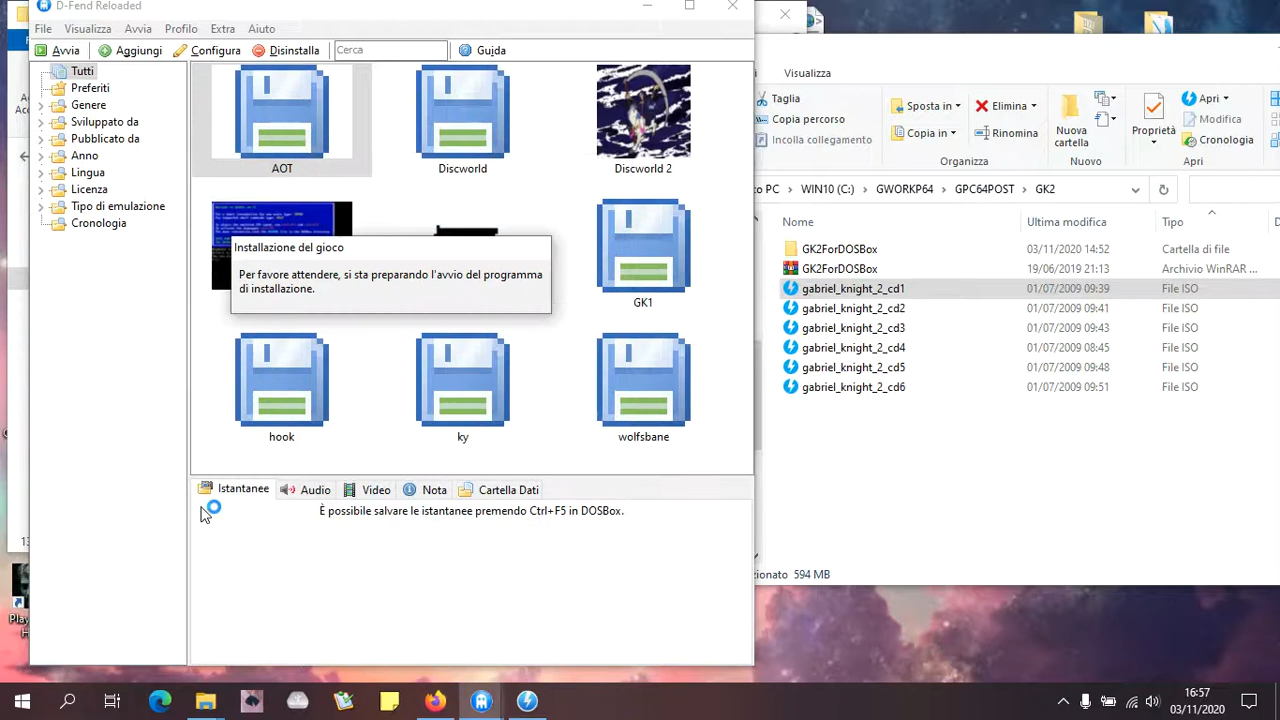 D-Fend Reloaded
File Visualizza Avvia Profilo Extra Aiuto
Avvia Aggiungi Configura Disinstalla Cerca Guida
Tutti
Preferiti
Genere
Sviluppato da
Pubblicato da
Anno
Lingua
Licenza
Tipo di emulazione
Cronologia
AOT Discworld Discworld 2
Installazione del gioco
Per favore attendere, si sta preparando l'avvio del programma
di installazione.
GK1
hook ky wolfsbane
Istantanee Audio Video Nota Cartella Dati
È possibile salvare le istantanee premendo Ctrl+F5 in DOSBox.
Visualizza
Taglia
Copia percorso
Incolla collegamento
Sposta in
Copia in
Elimina
Rinomina
Organizza
Nuova
cartella
Nuovo
Proprietà
Apri
Modifica
Cronologia
Apri
PC WIN10 (C:) GWORKP64 GPC64POST GK2
Nome Ultima modifica Tipo
GK2ForDOSBox 03/11/2020 14:52 Cartella di file
GK2ForDOSBox 19/06/2019 21:13 Archivio WinRAR ...
gabriel_knight_2_cd1 01/07/2009 09:39 File ISO
gabriel_knight_2_cd2 01/07/2009 09:41 File ISO
gabriel_knight_2_cd3 01/07/2009 09:43 File ISO
gabriel_knight_2_cd4 01/07/2009 08:45 File ISO
gabriel_knight_2_cd5 01/07/2009 09:48 File ISO
gabriel_knight_2_cd6 01/07/2009 09:51 File ISO
zionato 594 MB
16:57
03/11/2020